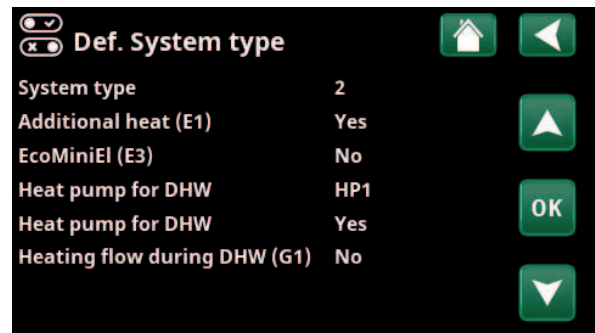 Def. System type
System type 2
Additional heat (E1) Yes
EcoMiniEl (E3) No
Heat pump for DHW HP1
Heat pump for DHW Yes
OK
Heating flow during DHW (G1) No